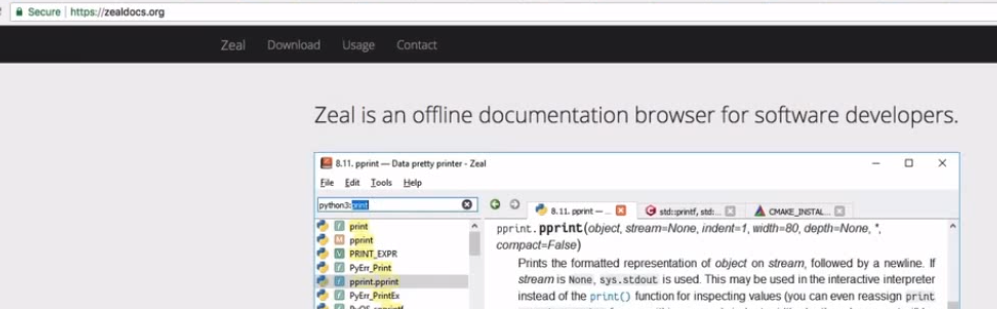 Secure | https://zealdocs.org
Zeal Download Usage Contact
Zeal is an offline documentation browser for software developers.
8.11. pprint — Data pretty printer - Zeal
File Edit Tools Help
python3:print
8.11. pprint — ... std::printf, std:... CMAKE_INSTAL...
print
pprint
PRINT_EXPR
PyErr_Print
pprint.pprint
PyErr_PrintEx
pprint.pprint(object, stream=None, indent=1, width=80, depth=None, *,
compact=False)
Prints the formatted representation of object on stream, followed by a newline. If
stream is None, sys.stdout is used. This may be used in the interactive interpreter
instead of the print() function for inspecting values (you can even reassign print